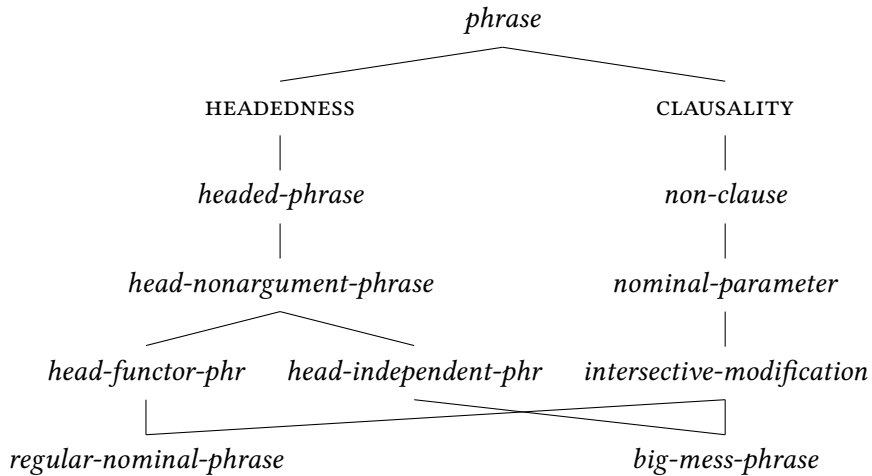 phrase
HEADEDNESS CLAUSALITY
headed-phrase non-clause
head-nonargument-phrase nominal-parameter
head-functor-phr head-independent-phr intersective-modification
regular-nominal-phrase big-mess-phrase